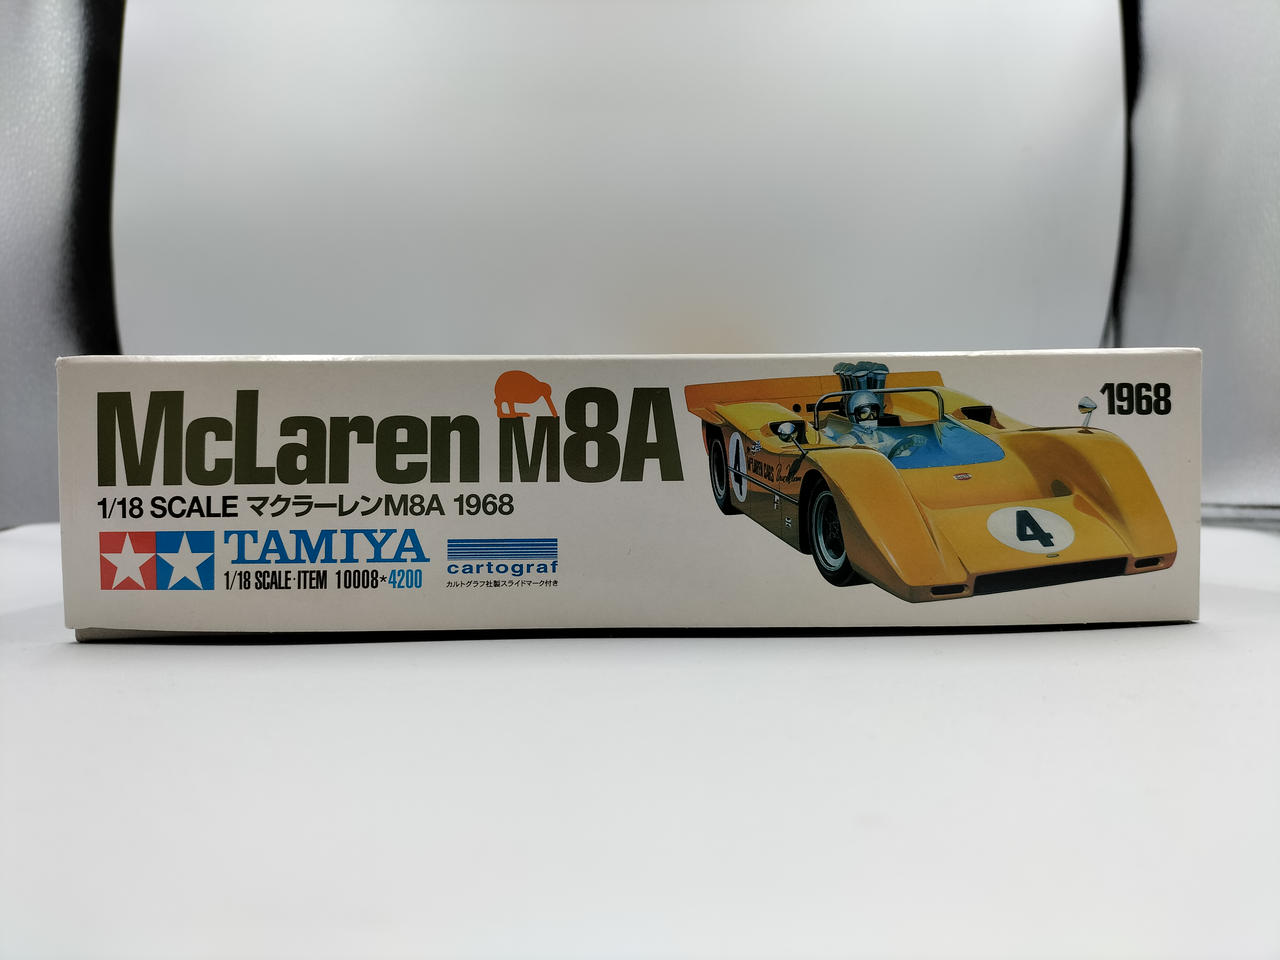 McLaren M8A
1/18 SCALE マクラーレンM8A 1968
TAMIYA
1/18 SCALE·ITEM 10008*4200
cartograf
カルトグラフ社製スライドマーク付き
1968
4
McLAREN CARS
4